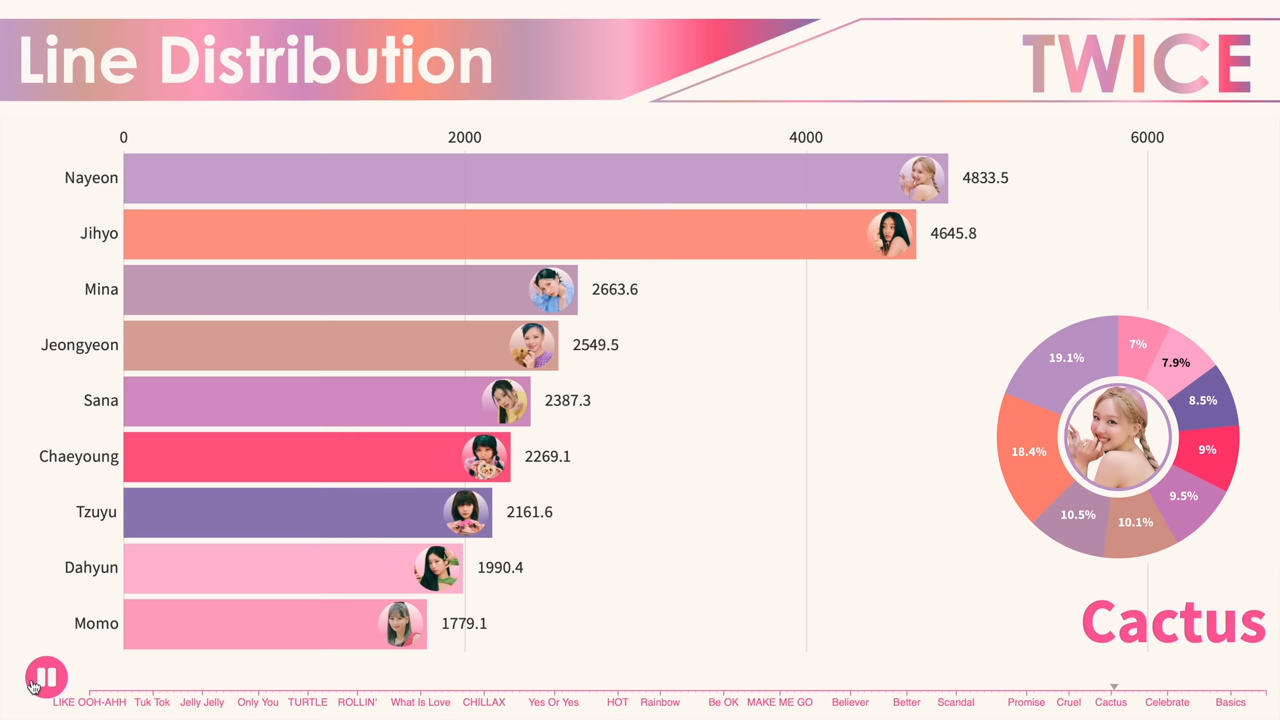 Line Distribution
TWICE
0 2000 4000 6000
Nayeon 4833.5
Jihyo 4645.8
Mina 2663.6
Jeongyeon 2549.5
Sana 2387.3
Chaeyoung 2269.1
Tzuyu 2161.6
Dahyun 1990.4
Momo 1779.1
7%
7.9%
8.5%
9%
9.5%
10.1%
10.5%
18.4%
19.1%
Cactus
LIKE OOH-AHH Tuk Tok Jelly Jelly Only You TURTLE ROLLIN' What Is Love CHILLAX Yes Or Yes HOT Rainbow Be OK MAKE ME GO Believer Better Scandal Promise Cruel Cactus Celebrate Basics